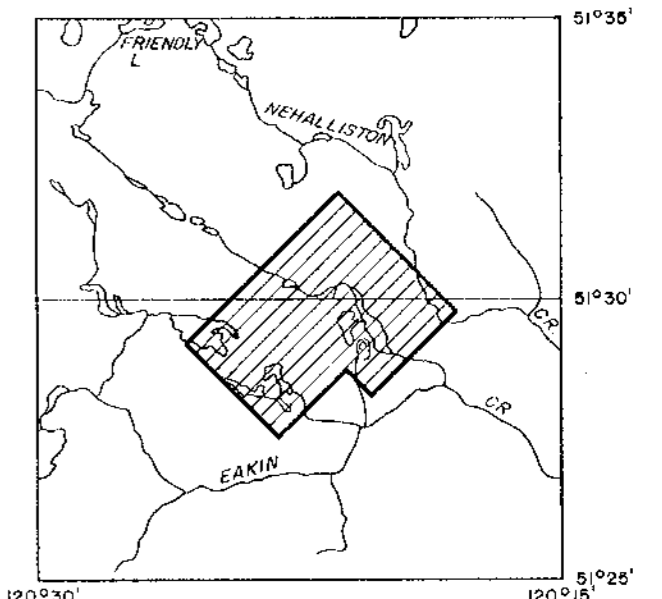 51°35'
FRIENDLY
L
NEHALLISTON
51°30'
CR.
CR
EAKIN
51°25'
120°30'
120°15'